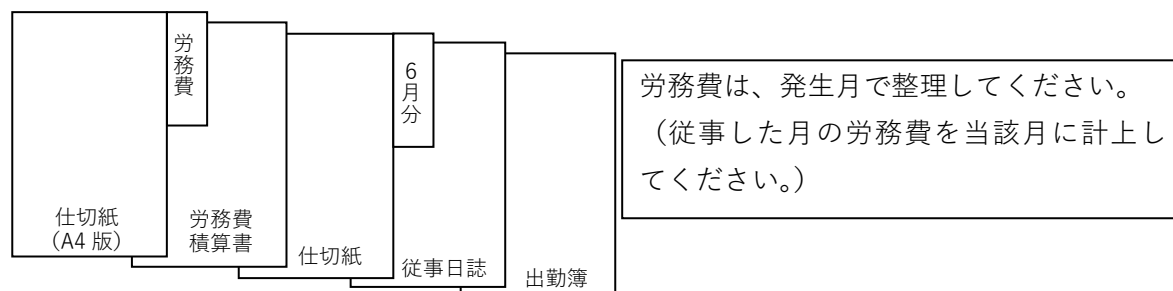 労務費
6月分
仕切紙
（A4 版）
労務費
積算書
仕切紙
従事日誌
出勤簿
労務費は、発生月で整理してください。
（従事した月の労務費を当該月に計上し
てください。）